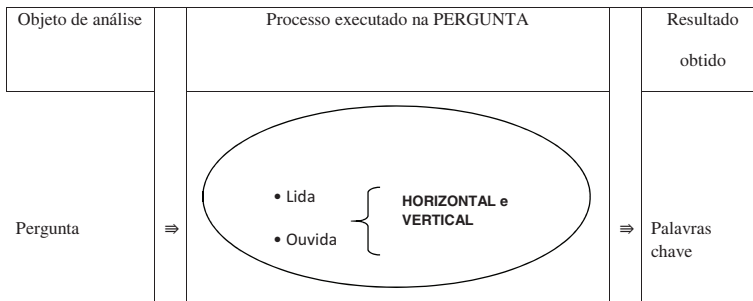 Objeto de análise
Processo executado na PERGUNTA
Resultado
obtido
• Lida
HORIZONTAL e
VERTICAL
• Ouvida
Pergunta
⇛
⇛
Palavras
chave